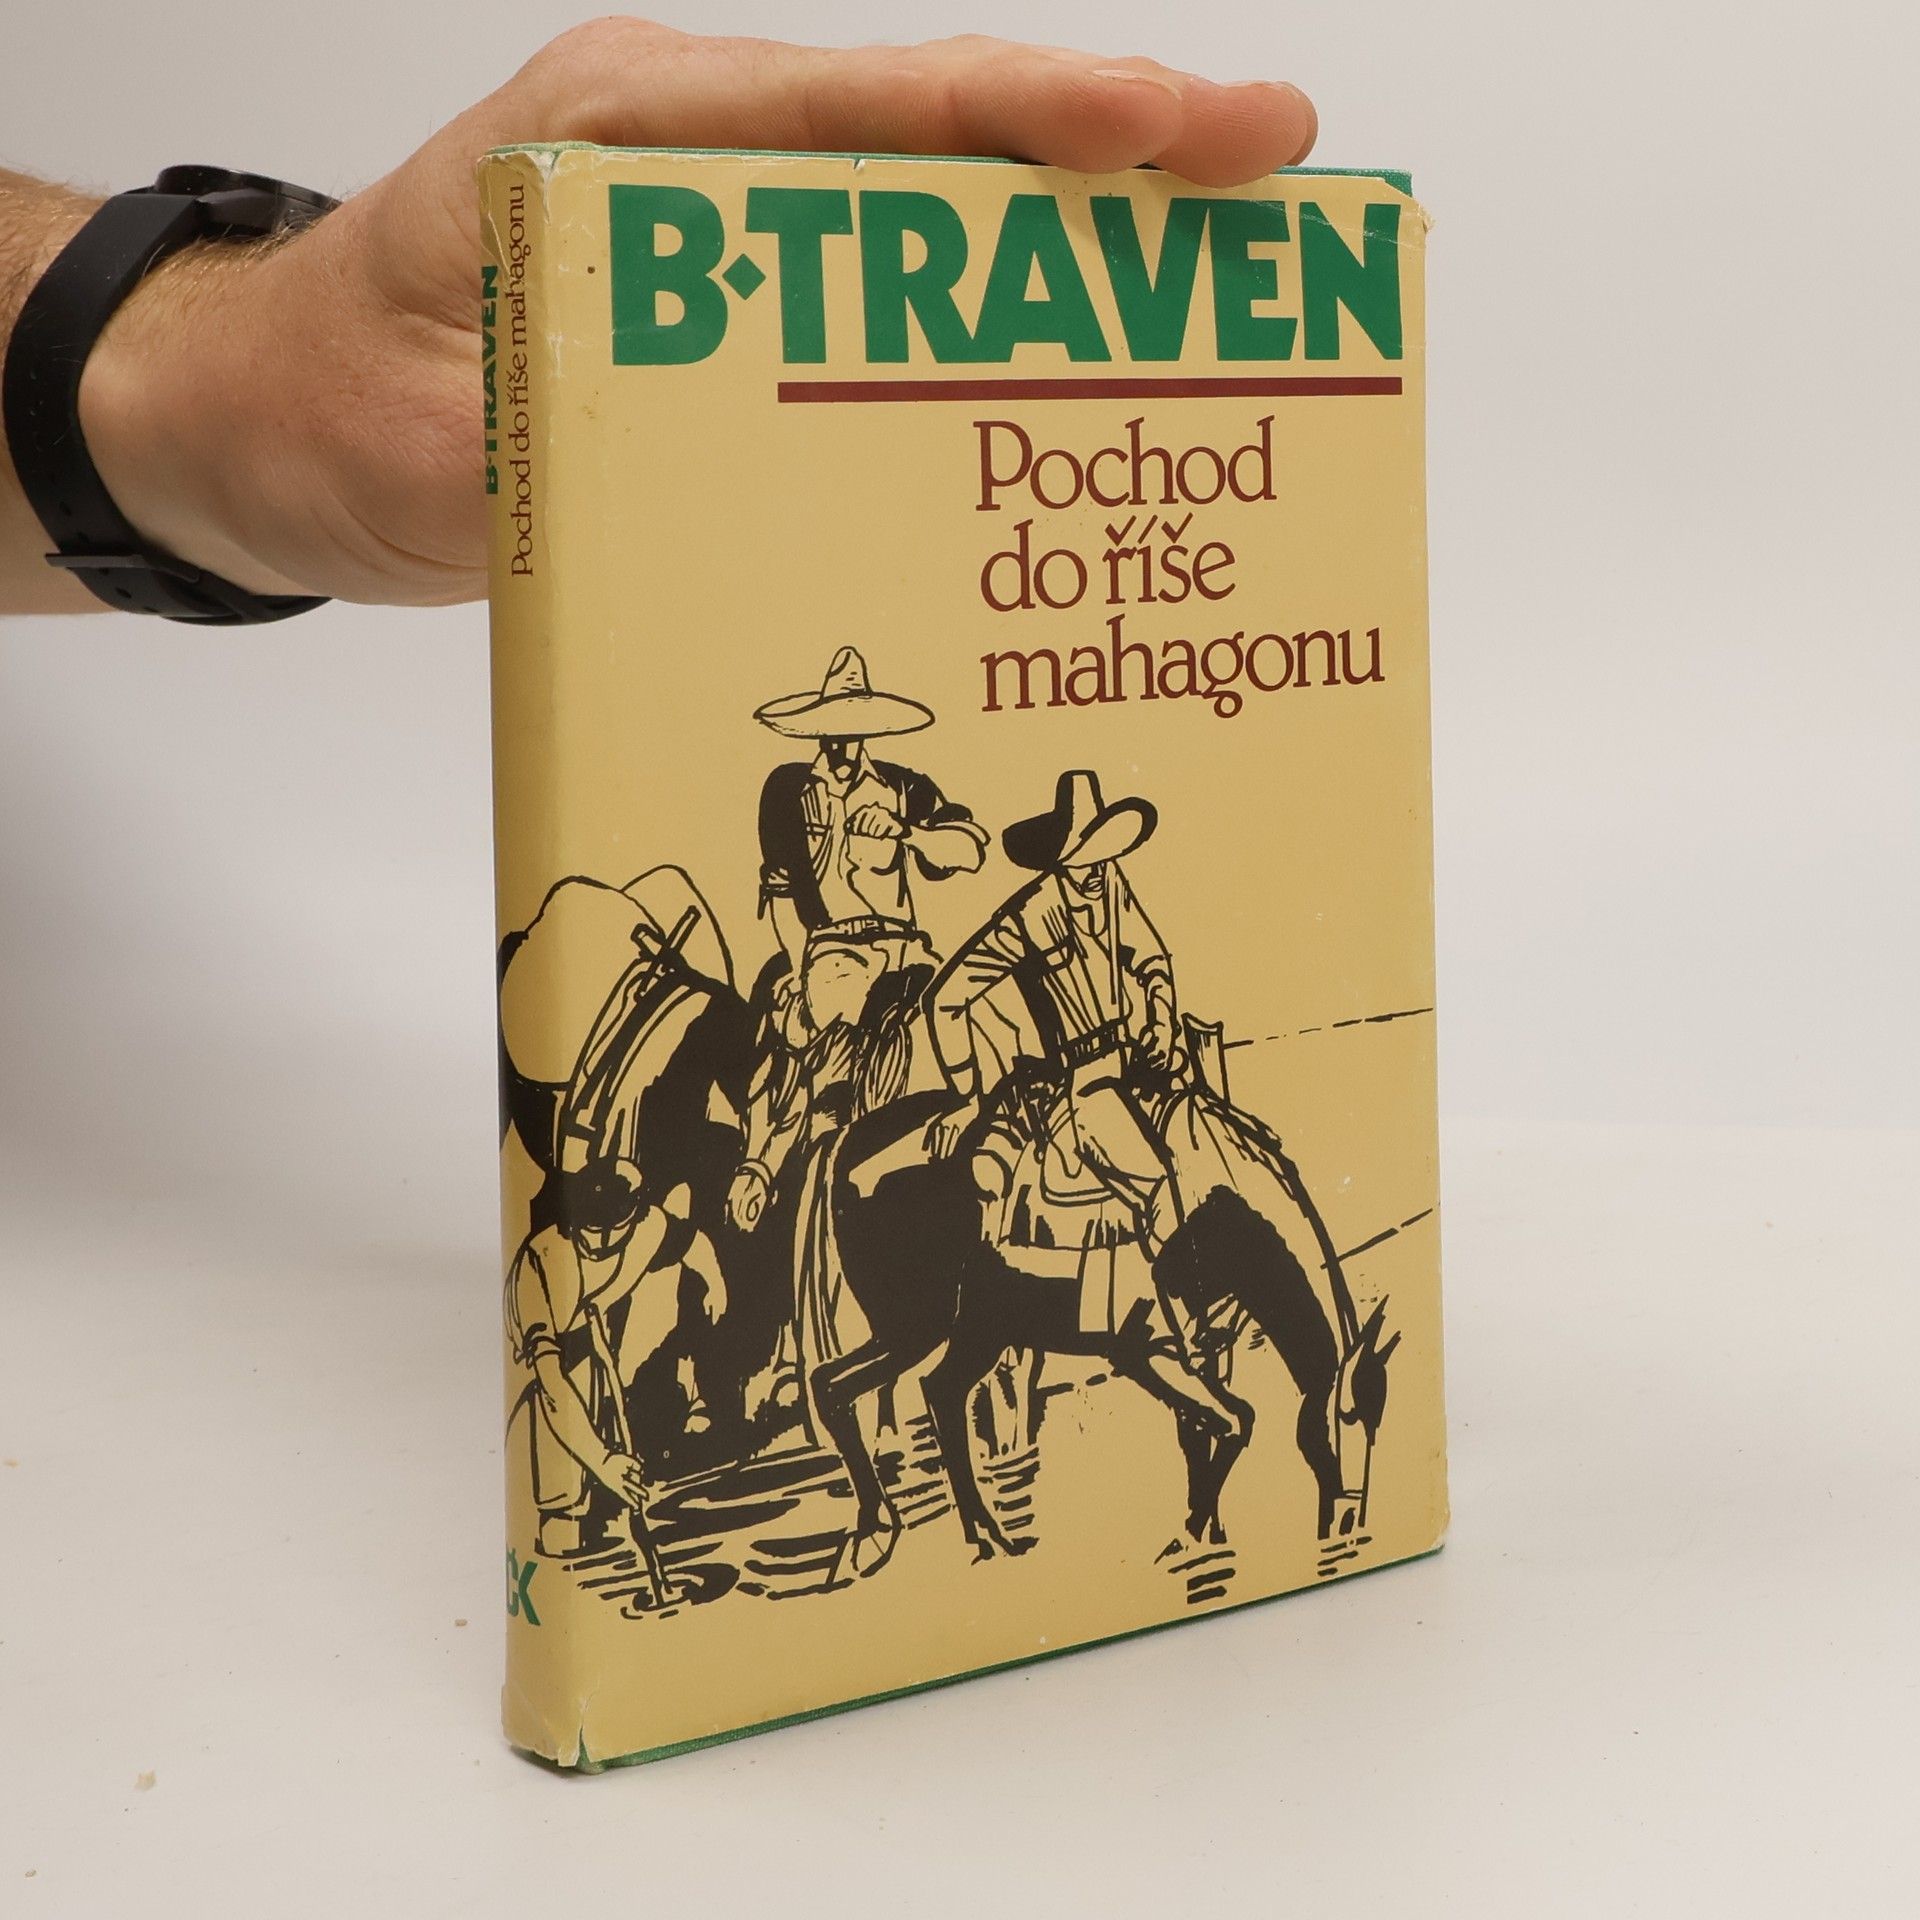 B·TRAVEN
Pochod
do říše
mahagonu
B·TRAVEN
Pochod do říše mahagonu